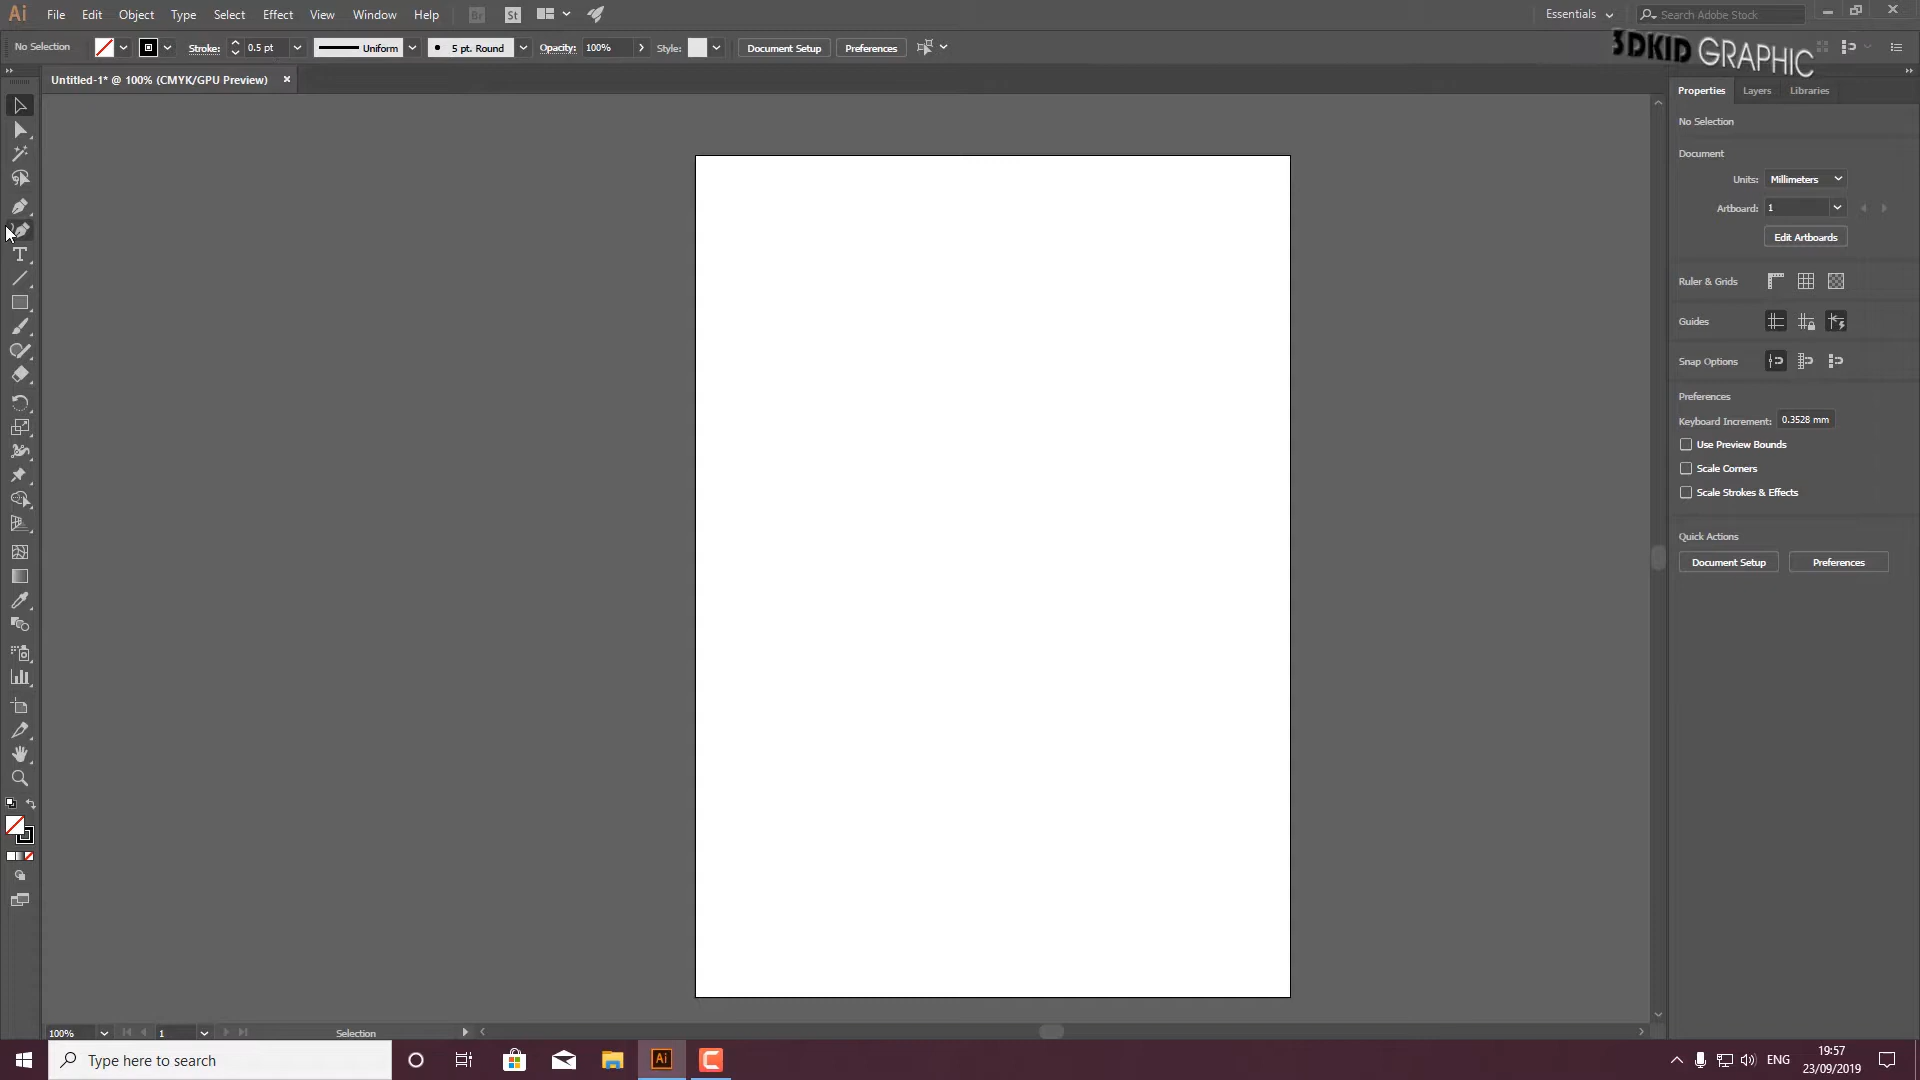 Ai File Edit Object Type Select Effect View Window Help Br St Essentials Search Adobe Stock
No Selection Stroke: 0.5 pt Uniform 5 pt. Round Opacity: 100% Style: Document Setup Preferences
3DKID GRAPHIC
Untitled-1* @ 100% (CMYK/GPU Preview)
Properties Layers Libraries
No Selection
Document
Units: Millimeters
Artboard: 1
Edit Artboards
Ruler & Grids
Guides
Snap Options
Preferences
Keyboard Increment: 0.3528 mm
Use Preview Bounds
Scale Corners
Scale Strokes & Effects
Quick Actions
Document Setup Preferences
T
100% 1 Selection
Type here to search
Ai
ENG
19:57
23/09/2019